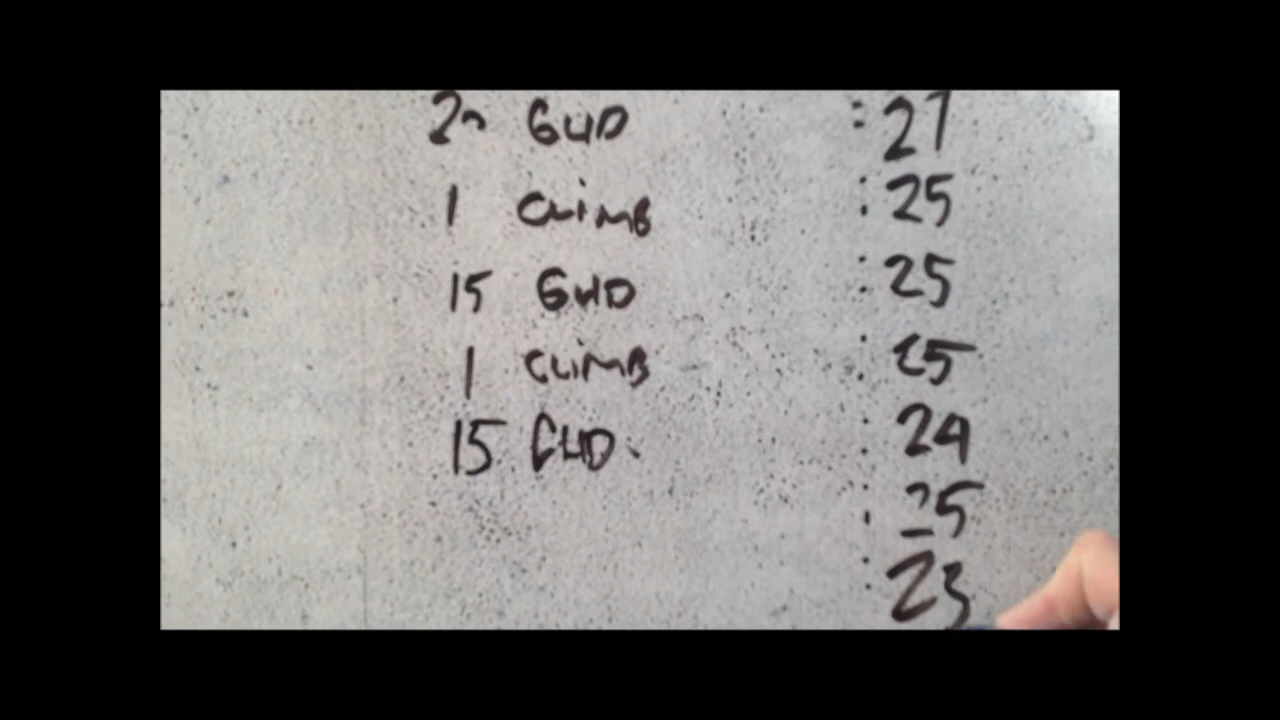 20 GHD :27
1 CLIMB :25
15 GHD :25
1 CLIMB :25
15 GHD :24
:25
:23